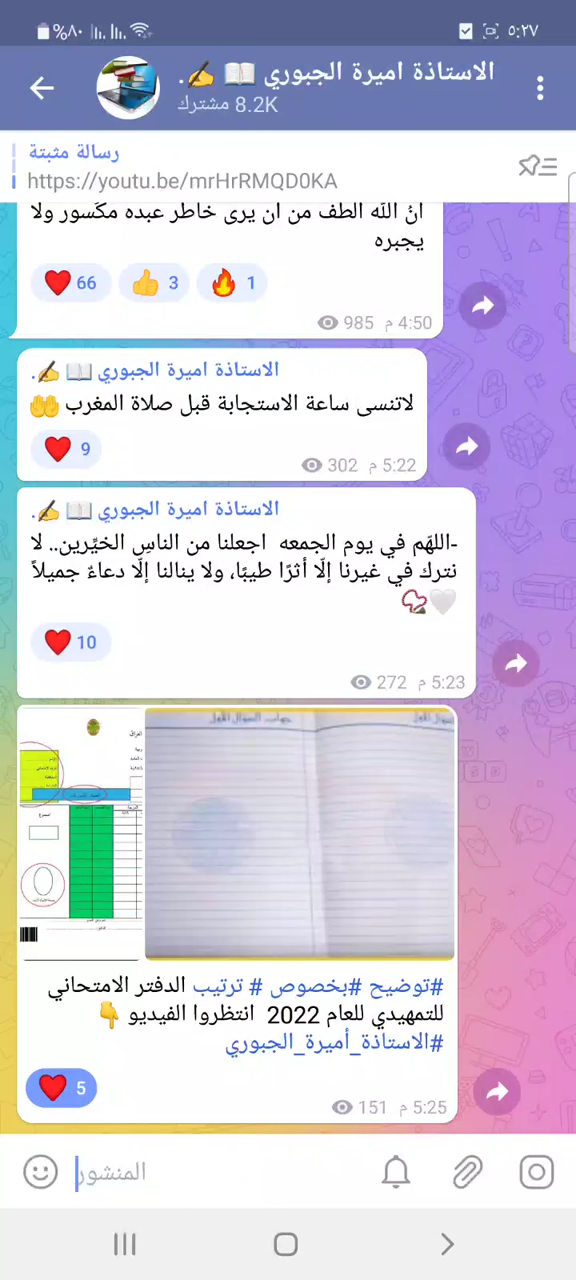 ٥:٢٧
%٨٠
الاستاذة اميرة الجبوري 📖 ✍️.
8.2K مشترك
رسالة مثبتة
https://youtu.be/mrHrRMQD0KA
انُ الله الطف من ان يرى خاطر عبده مكسور ولا
يجبره
❤️ 66 👍 3 🔥 1
985 4:50 م
الاستاذة اميرة الجبوري 📖 ✍️.
لاتنسى ساعة الاستجابة قبل صلاة المغرب 🤲
❤️ 9
302 5:22 م
الاستاذة اميرة الجبوري 📖 ✍️.
-اللهّم في يوم الجمعه اجعلنا من الناسِ الخيِّرين.. لا
نترك في غيرنا إلّا أثرًا طيبًا، ولا ينالنا إلّا دعاءٌ جميلاً
📿🤍
❤️ 10
272 5:23 م
جواب السؤال الأول
#توضيح #بخصوص # ترتيب الدفتر الامتحاني
للتمهيدي للعام 2022 انتظروا الفيديو 👇
#الاستاذة_أميرة_الجبوري
❤️ 5
151 5:25 م
المنشور